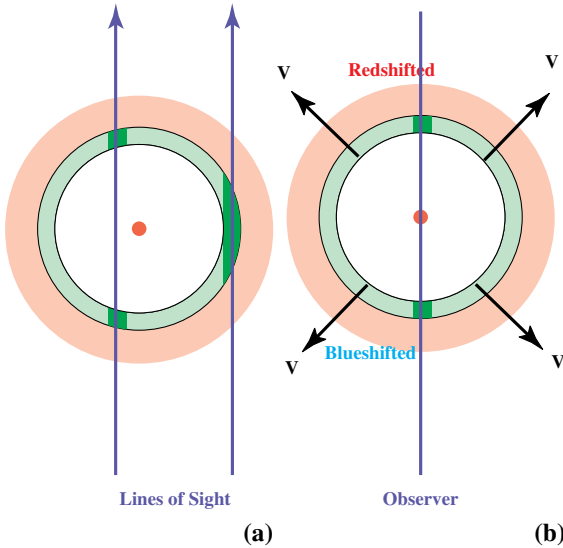 V
Redshifted
V
V
Blueshifted
V
Lines of Sight
Observer
(a)
(b)